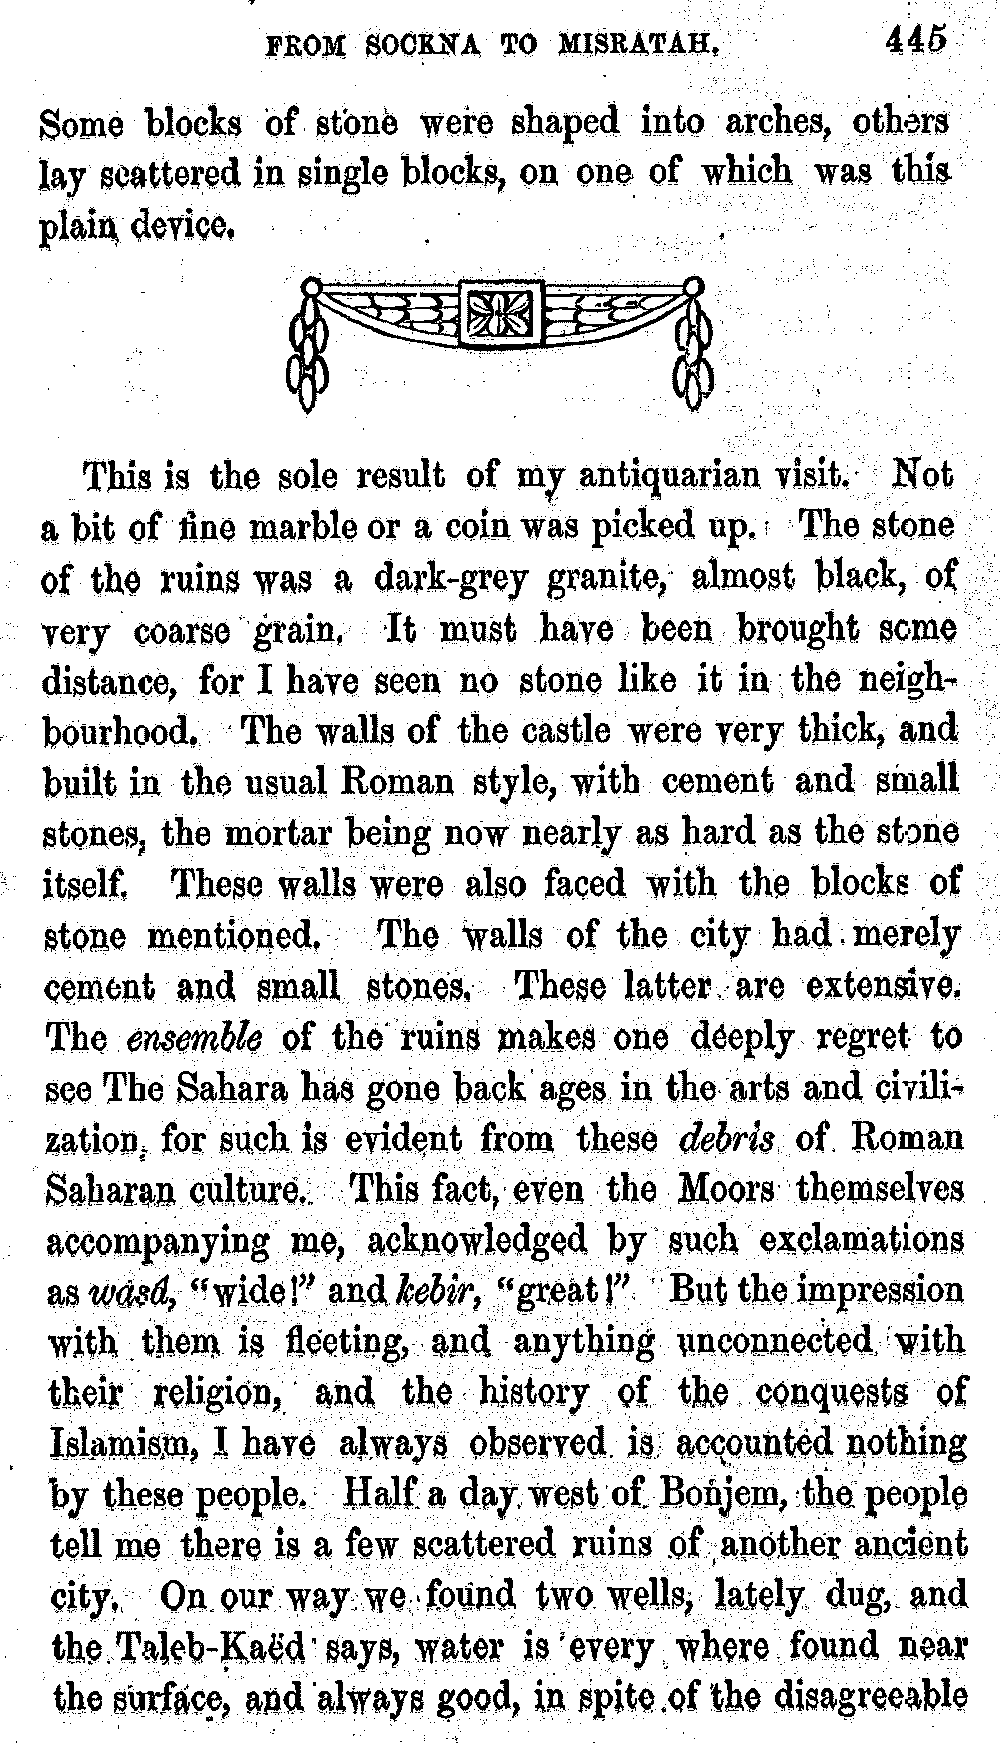 FROM SOCKNA TO MISRATAH. 445
Some blocks of stone were shaped into arches, others
lay scattered in single blocks, on one of which was this
plain device.
This is the sole result of my antiquarian visit. Not
a bit of fine marble or a coin was picked up. The stone
of the ruins was a dark-grey granite, almost black, of
very coarse grain. It must have been brought some
distance, for I have seen no stone like it in the neigh-
bourhood. The walls of the castle were very thick, and
built in the usual Roman style, with cement and small
stones, the mortar being now nearly as hard as the stone
itself. These walls were also faced with the blocks of
stone mentioned. The walls of the city had merely
cement and small stones. These latter are extensive.
The ensemble of the ruins makes one deeply regret to
see The Sahara has gone back ages in the arts and civili-
zation, for such is evident from these debris of Roman
Saharan culture. This fact, even the Moors themselves
accompanying me, acknowledged by such exclamations
as wásâ, "wide!" and kebir, "great!" But the impression
with them is fleeting, and anything unconnected with
their religion, and the history of the conquests of
Islamism, I have always observed is accounted nothing
by these people. Half a day west of Bonjem, the people
tell me there is a few scattered ruins of another ancient
city. On our way we found two wells, lately dug, and
the Taleb-Kaëd says, water is every where found near
the surface, and always good, in spite of the disagreeable